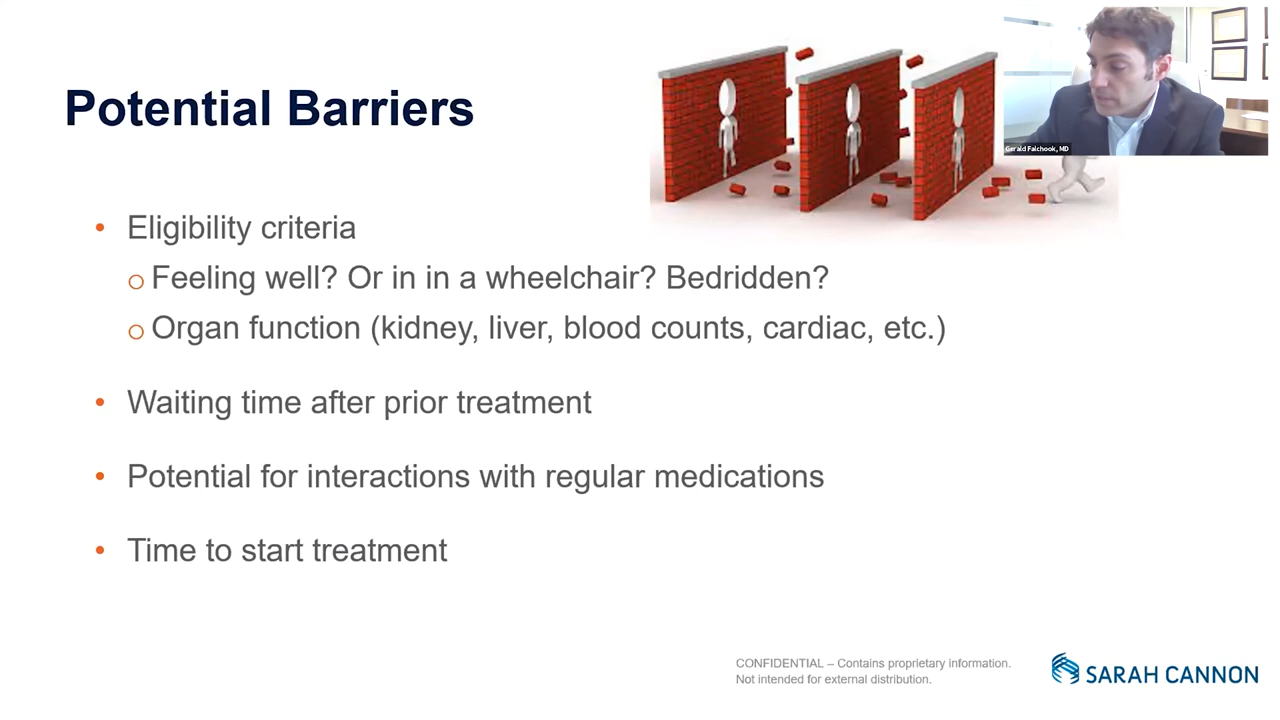 Potential Barriers
Gerald Falchook, MD
• Eligibility criteria
o Feeling well? Or in in a wheelchair? Bedridden?
o Organ function (kidney, liver, blood counts, cardiac, etc.)
• Waiting time after prior treatment
• Potential for interactions with regular medications
• Time to start treatment
CONFIDENTIAL – Contains proprietary information.
Not intended for external distribution.
SARAH CANNON